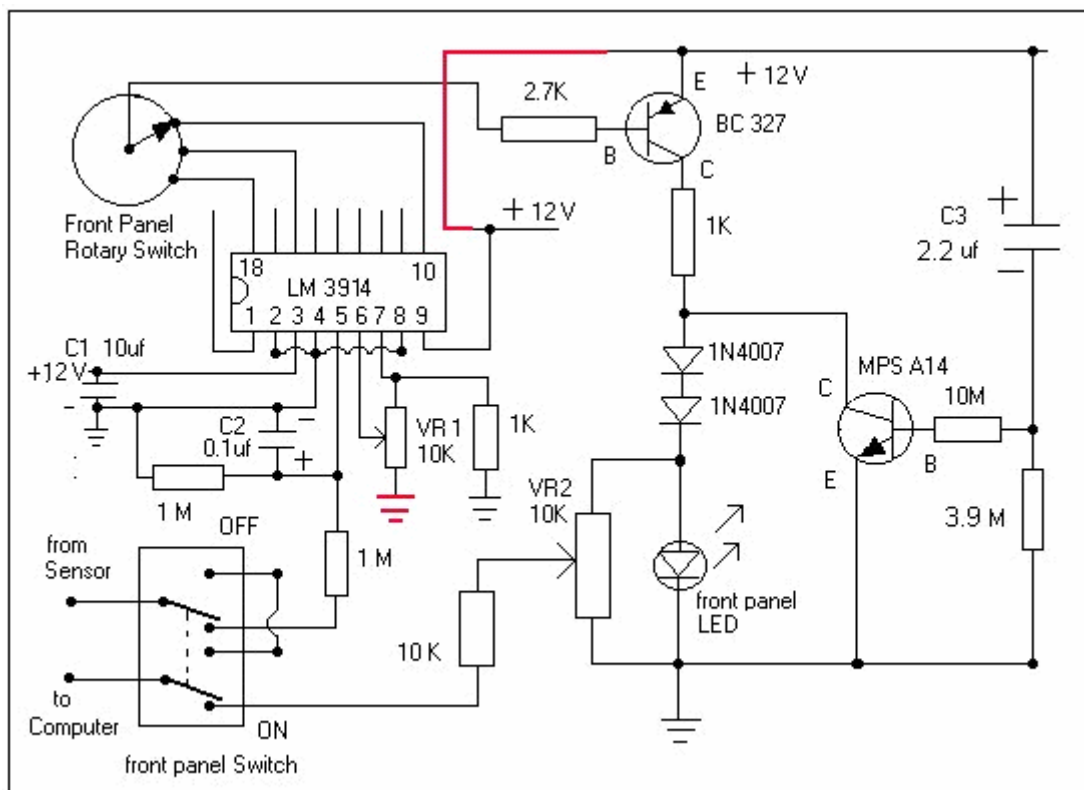 + 12 V
E
2.7K
BC 327
B
C
Front Panel
Rotary Switch
+ 12 V
1K
C3
+
2.2 uf
–
18
10
LM 3914
1 2 3 4 5 6 7 8 9
C1 10uf
+12 V
-
1N4007
MPS A14
1N4007
C
10M
C2
–
0.1uf
+
VR 1
10K
1K
E
B
1 M
VR2
10K
3.9 M
OFF
from
Sensor
1 M
front panel
LED
10 K
to
Computer
ON
front panel Switch